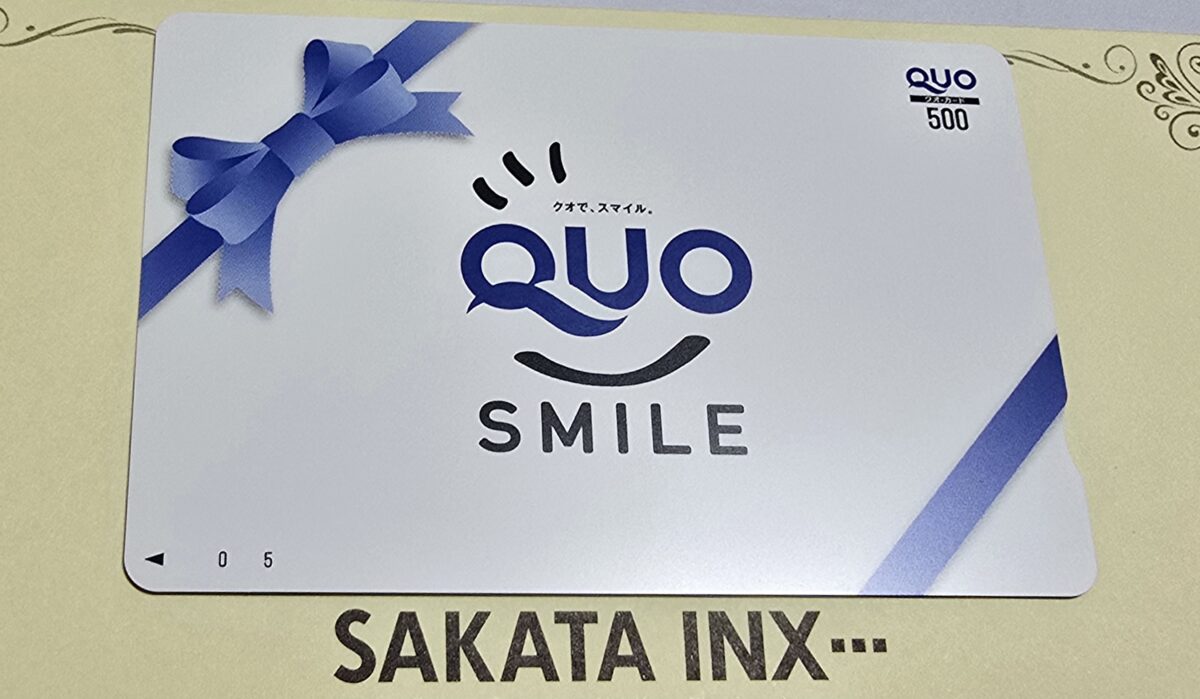 QUO
クオ・カード
500
クオで、スマイル。
QUO
SMILE
◀ 0 5
SAKATA INX…